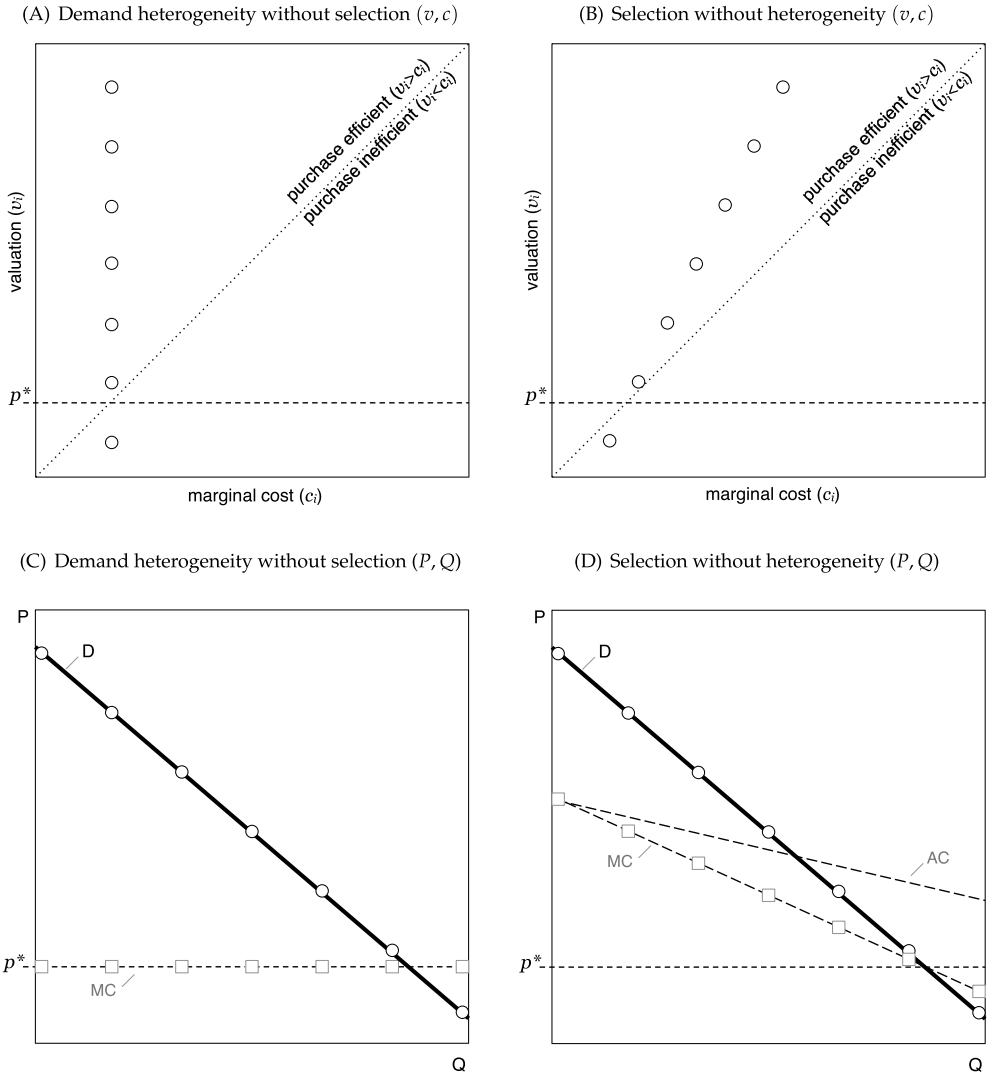 (A) Demand heterogeneity without selection (v, c)
(B) Selection without heterogeneity (v, c)
purchase efficient (vᵢ>cᵢ)
purchase inefficient (vᵢ<cᵢ)
purchase efficient (vᵢ>cᵢ)
purchase inefficient (vᵢ<cᵢ)
valuation (vᵢ)
valuation (vᵢ)
p*
p*
marginal cost (cᵢ)
marginal cost (cᵢ)
(C) Demand heterogeneity without selection (P, Q)
(D) Selection without heterogeneity (P, Q)
P
D
P
D
MC
AC
p*
MC
p*
Q
Q